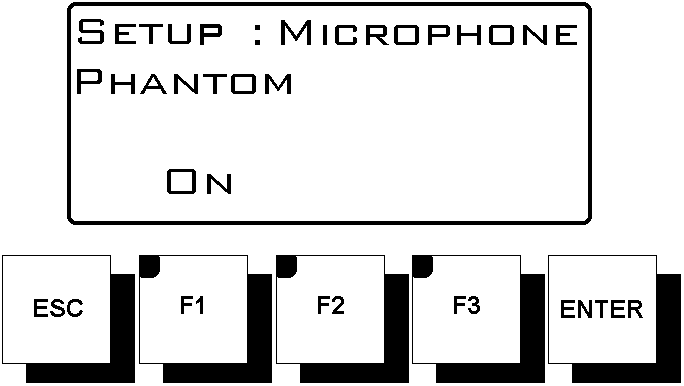 Setup : Microphone
Phantom
On
ESC F1 F2 F3 ENTER